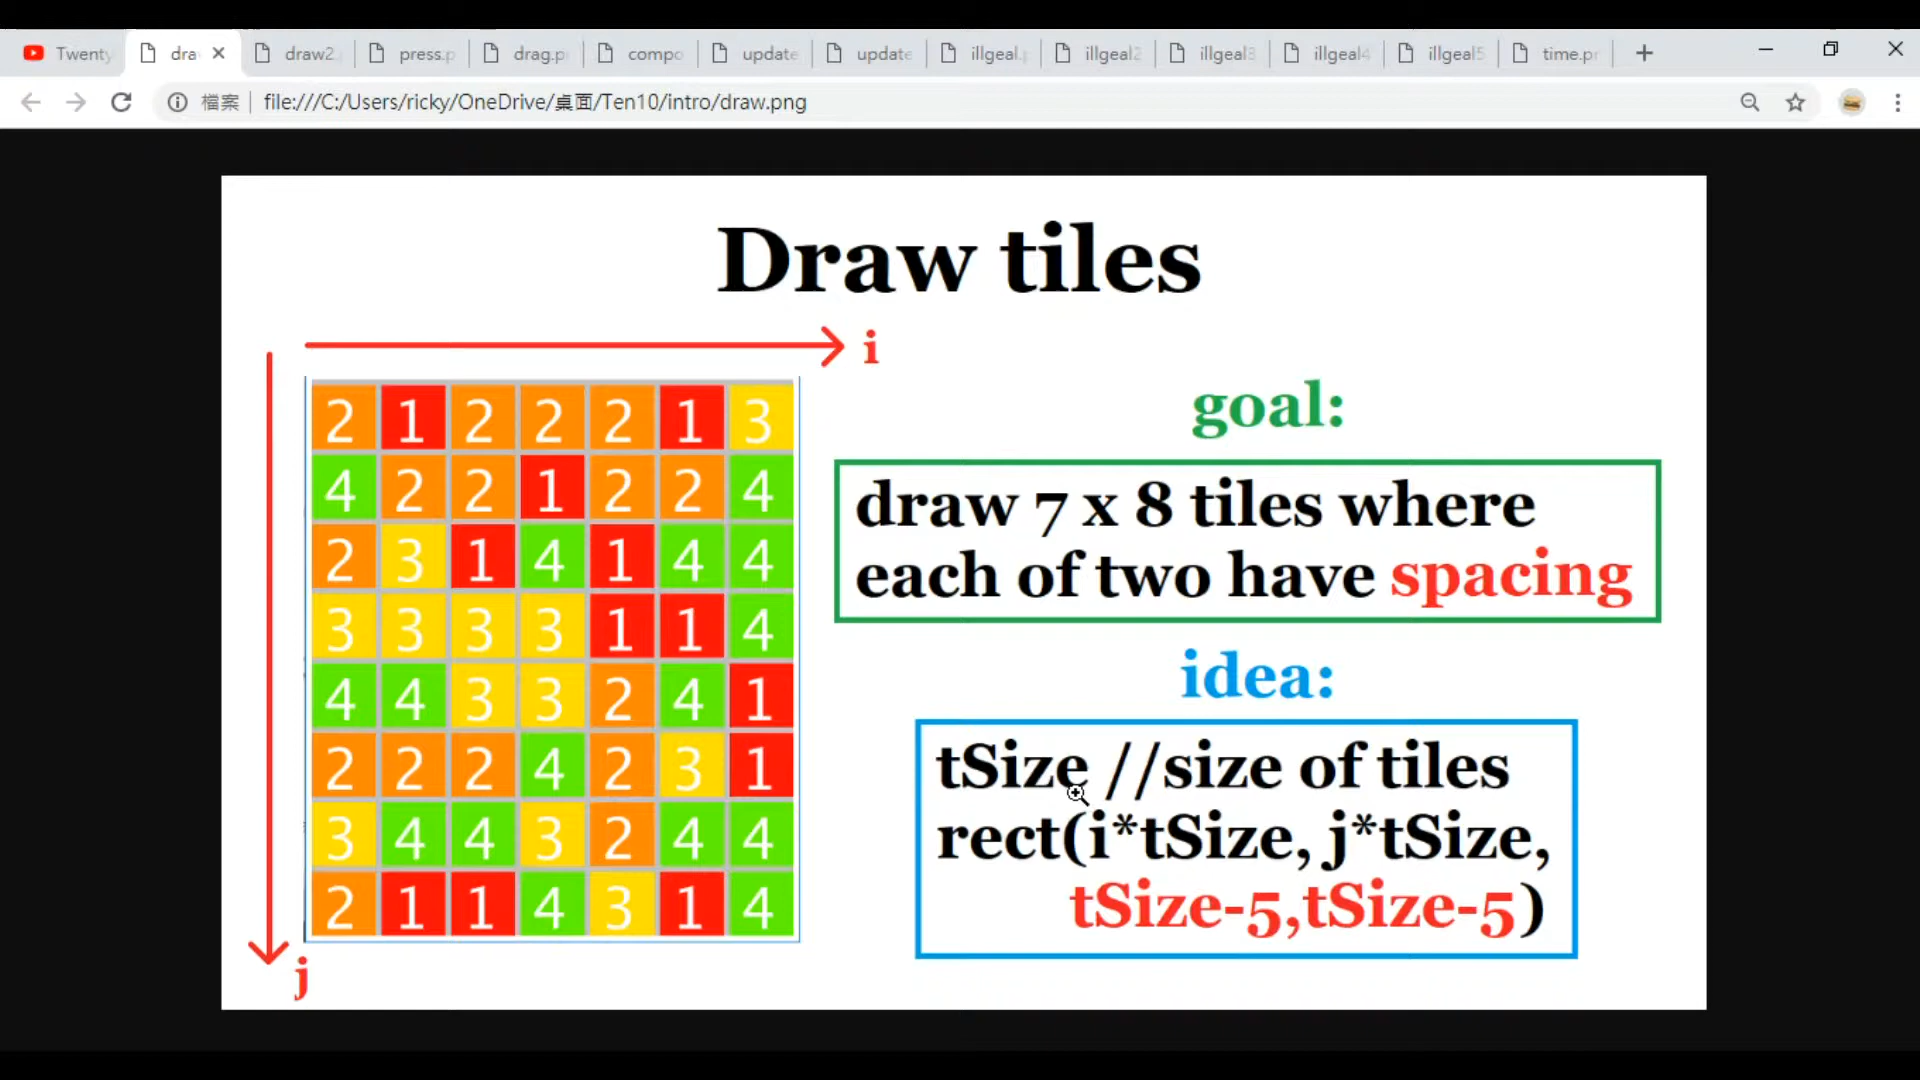 Twenty
dra
draw2.
press.p
drag.p
compo
update
update
illgeal.
illgeal2
illgeal3
illgeal4
illgeal5
time.pr
檔案
file:///C:/Users/ricky/OneDrive/桌面/Ten10/intro/draw.png
Draw tiles
i
j
2 1 2 2 2 1 3
4 2 2 1 2 2 4
2 3 1 4 1 4 4
3 3 3 3 1 1 4
4 4 3 3 2 4 1
2 2 2 4 2 3 1
3 4 4 3 2 4 4
2 1 1 4 3 1 4
goal:
draw 7 x 8 tiles where
each of two have spacing
idea:
tSize //size of tiles
rect(i*tSize, j*tSize,
tSize-5,tSize-5)